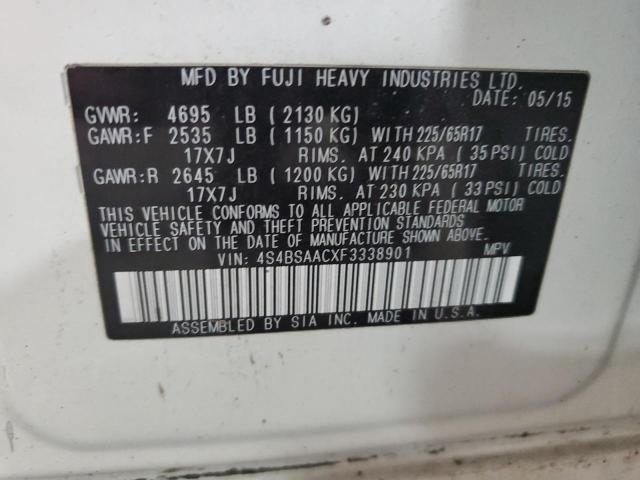 MFD BY FUJI HEAVY INDUSTRIES LTD.
DATE: 05/15
GVWR: 4695 LB ( 2130 KG)
GAWR:F 2535 LB ( 1150 KG) WITH 225/65R17 TIRES.
17X7J RIMS. AT 240 KPA ( 35 PSI) COLD
GAWR:R 2645 LB ( 1200 KG) WITH 225/65R17 TIRES.
17X7J RIMS. AT 230 KPA ( 33 PSI) COLD
THIS VEHICLE CONFORMS TO ALL APPLICABLE FEDERAL MOTOR
VEHICLE SAFETY AND THEFT PREVENTION STANDARDS
IN EFFECT ON THE DATE OF MANUFACTURE SHOWN ABOVE.
VIN: 4S4BSAACXF3338901 MPV
ASSEMBLED BY SIA INC. MADE IN U.S.A.